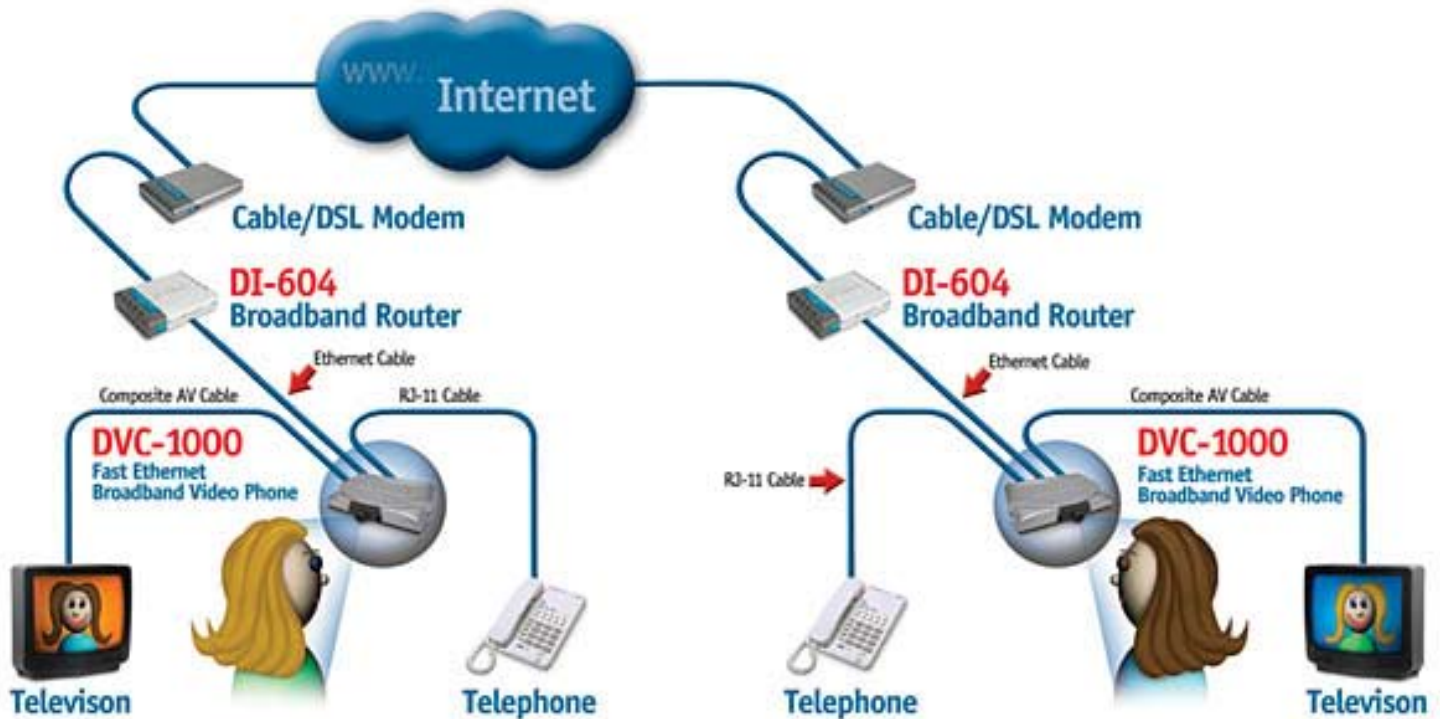 www.
Internet
Cable/DSL Modem
Cable/DSL Modem
DI-604
Broadband Router
DI-604
Broadband Router
Ethernet Cable
Ethernet Cable
Composite AV Cable
RJ-11 Cable
Composite AV Cable
DVC-1000
Fast Ethernet
Broadband Video Phone
DVC-1000
Fast Ethernet
Broadband Video Phone
RJ-11 Cable
Televison
Telephone
Telephone
Televison